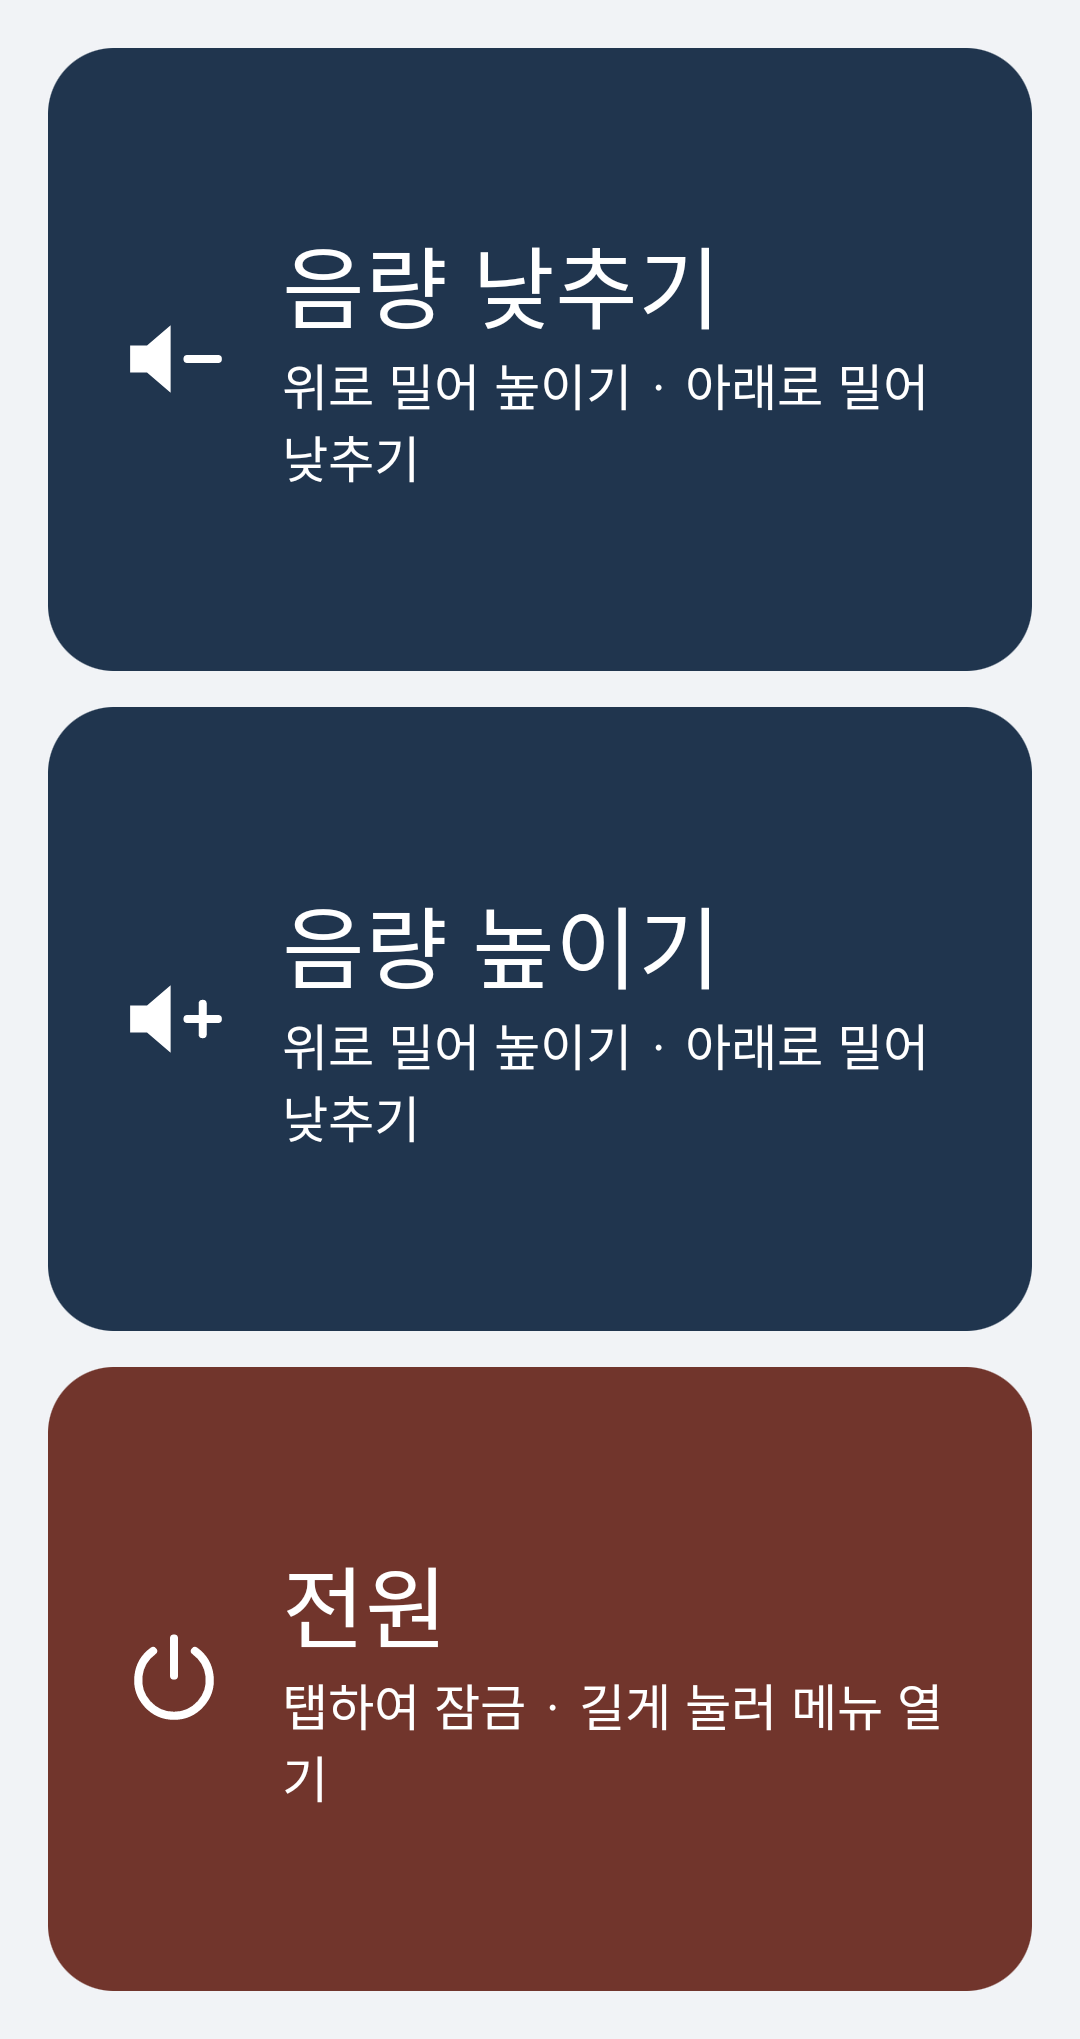 음량 낮추기
위로 밀어 높이기 · 아래로 밀어
낮추기
음량 높이기
위로 밀어 높이기 · 아래로 밀어
낮추기
전원
탭하여 잠금 · 길게 눌러 메뉴 열
기